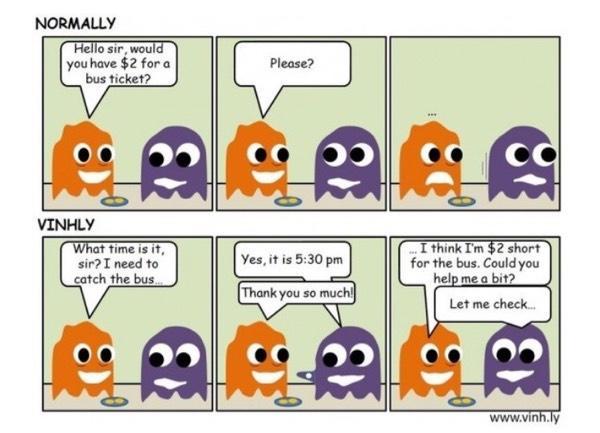 NORMALLY
Hello sir, would
you have $2 for a
bus ticket?
Please?
...
VINHLY
What time is it,
sir? I need to
catch the bus...
Yes, it is 5:30 pm
Thank you so much!
... I think I'm $2 short
for the bus. Could you
help me a bit?
Let me check...
www.vinh.ly